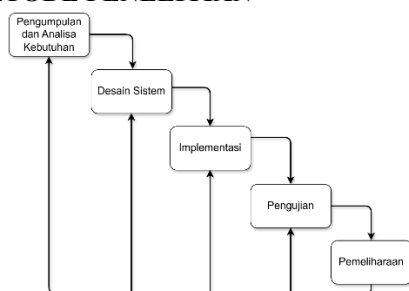 Pengumpulan
dan Analisa
Kebutuhan
Desain Sistem
Implementasi
Pengujian
Pemeliharaan